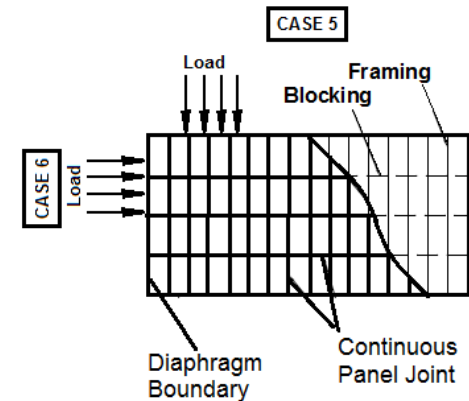 CASE 5
Load
Framing
Blocking
CASE 6
Load
Diaphragm
Boundary
Continuous
Panel Joint